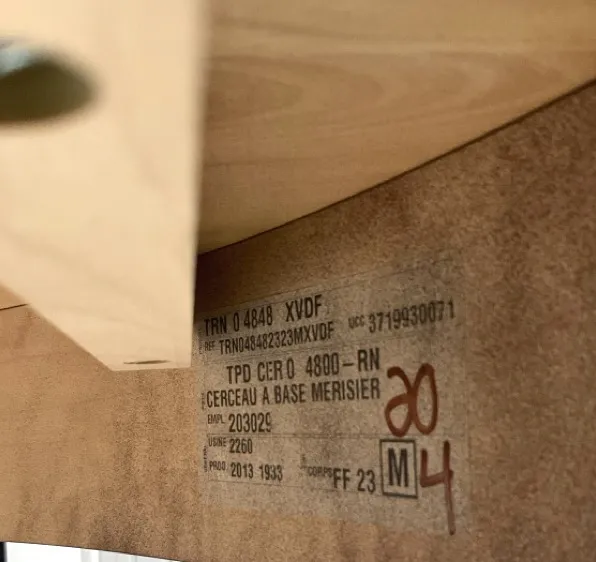 TRN 0 4848 XVDF
REF TRN048482323MXVDF UCC 3719930071
TPD CER 0 4800-RN
CERCEAU A BASE MERISIER
EMPL 203029
USINE 2260
PROD 2013 1933 CORPS FF 23 M
20
4